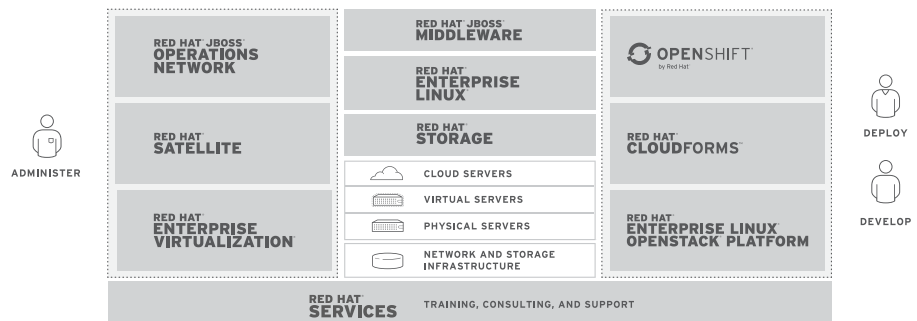 ADMINISTER
RED HAT® JBOSS®
OPERATIONS
NETWORK
RED HAT®
SATELLITE
RED HAT®
ENTERPRISE
VIRTUALIZATION
RED HAT® JBOSS®
MIDDLEWARE
RED HAT®
ENTERPRISE
LINUX®
RED HAT®
STORAGE
CLOUD SERVERS
VIRTUAL SERVERS
PHYSICAL SERVERS
NETWORK AND STORAGE
INFRASTRUCTURE
OPENSHIFT™
by Red Hat®
RED HAT®
CLOUDFORMS™
RED HAT®
ENTERPRISE LINUX®
OPENSTACK® PLATFORM
DEPLOY
DEVELOP
RED HAT®
SERVICES
TRAINING, CONSULTING, AND SUPPORT